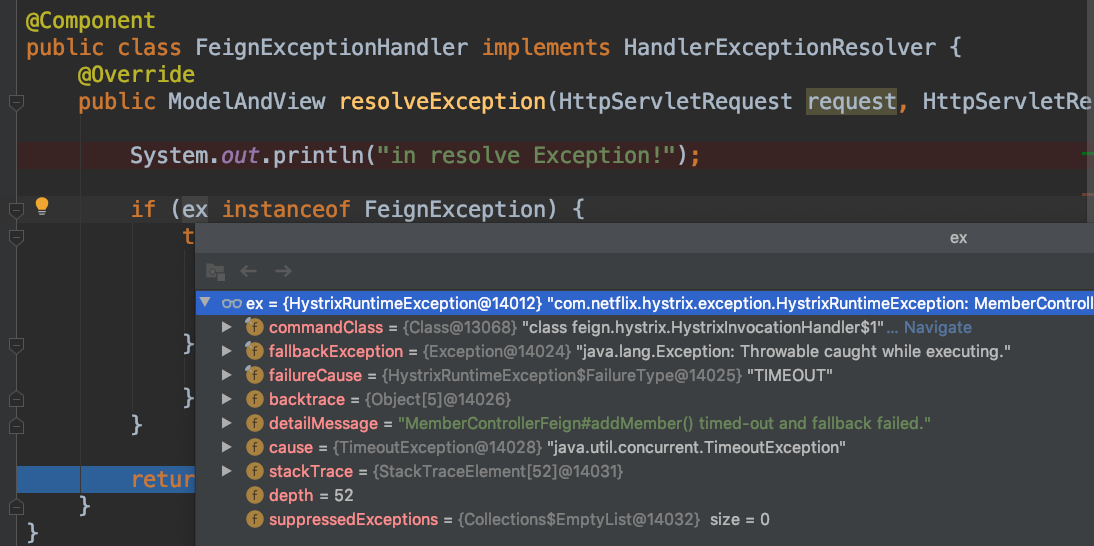 @Component
public class FeignExceptionHandler implements HandlerExceptionResolver {
@Override
public ModelAndView resolveException(HttpServletRequest request, HttpServletRe
System.out.println("in resolve Exception!");
if (ex instanceof FeignException) {
t
ex
ex = {HystrixRuntimeException@14012} "com.netflix.hystrix.exception.HystrixRuntimeException: MemberControll
commandClass = {Class@13068} "class feign.hystrix.HystrixInvocationHandler$1"... Navigate
fallbackException = {Exception@14024} "java.lang.Exception: Throwable caught while executing."
failureCause = {HystrixRuntimeException$FailureType@14025} "TIMEOUT"
}
backtrace = {Object[5]@14026}
}
detailMessage = "MemberControllerFeign#addMember() timed-out and fallback failed."
}
cause = {TimeoutException@14028} "java.util.concurrent.TimeoutException"
stackTrace = {StackTraceElement[52]@14031}
retur
depth = 52
}
suppressedExceptions = {Collections$EmptyList@14032} size = 0
}